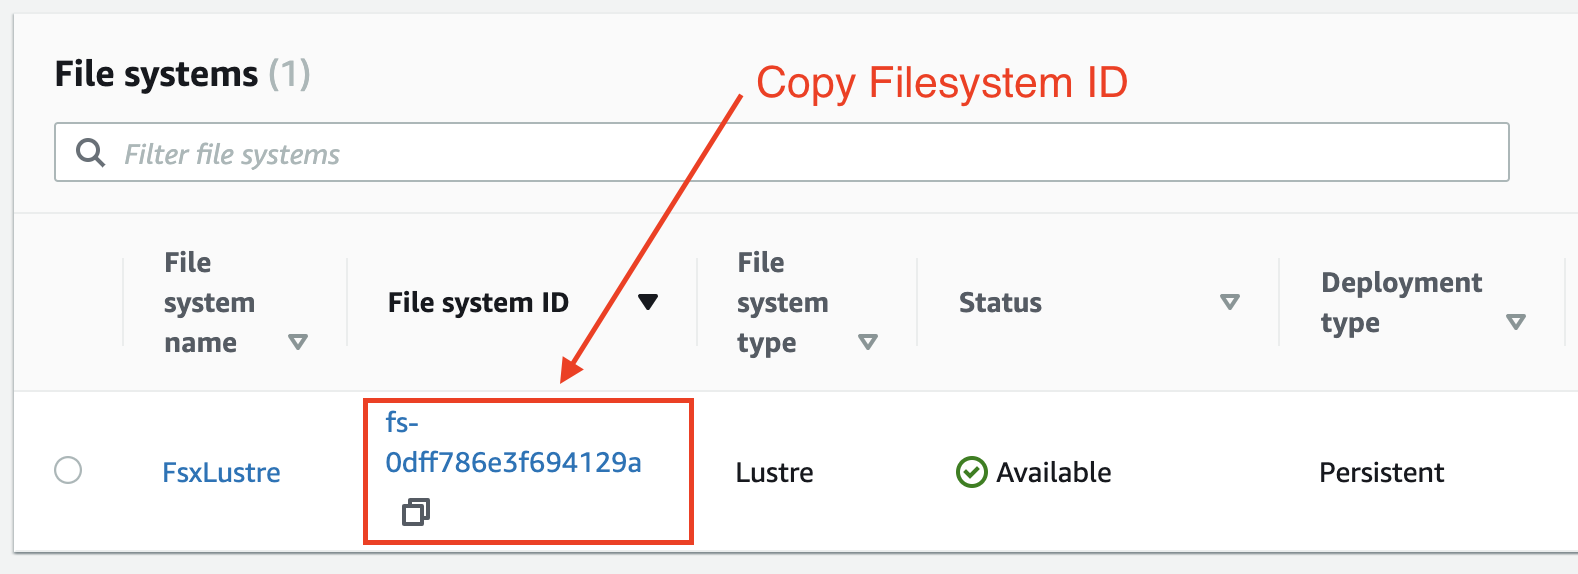 File systems (1)
Copy Filesystem ID
Filter file systems
File
system
name
File system ID
File
system
type
Status
Deployment
type
FsxLustre
fs-
0dff786e3f694129a
Lustre
Available
Persistent